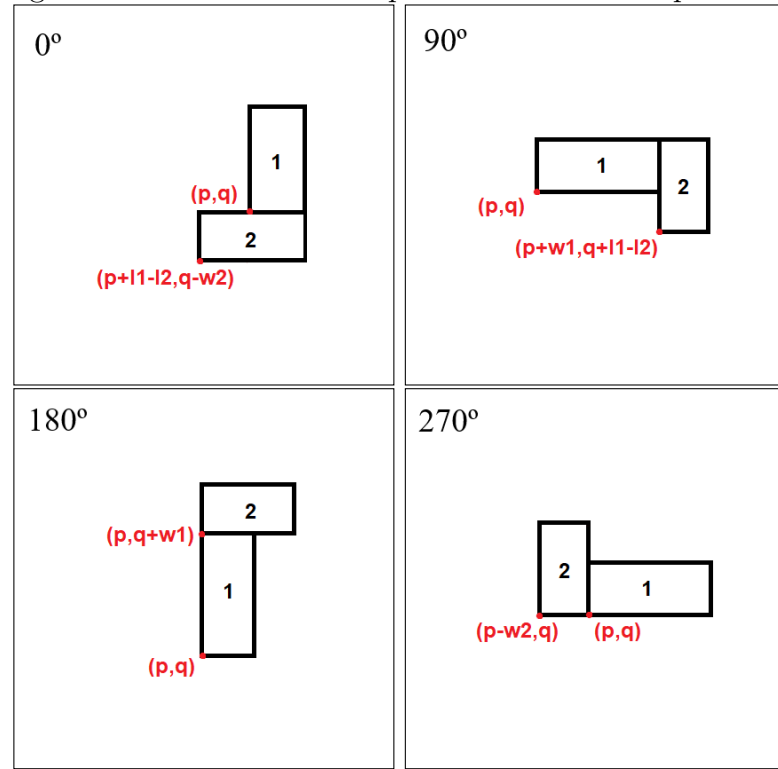 0º
1
(p,q)
2
(p+l1-l2,q-w2)
90º
1
2
(p,q)
(p+w1,q+l1-l2)
180º
2
(p,q+w1)
1
(p,q)
270º
2
1
(p-w2,q)
(p,q)